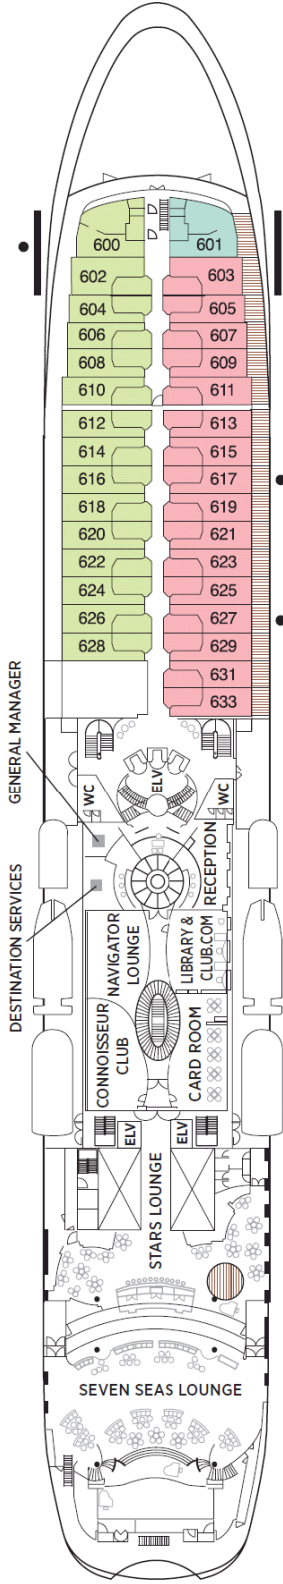 600
601
602
603
604
605
606
607
608
609
610
611
612
613
614
615
616
617
618
619
620
621
622
623
624
625
626
627
628
629
631
633
GENERAL MANAGER
ELV
WC
WC
DESTINATION SERVICES
RECEPTION
NAVIGATOR
LOUNGE
LIBRARY &
CLUB.COM
CONNOISSEUR
CLUB
CARD ROOM
ELV
ELV
STARS LOUNGE
SEVEN SEAS LOUNGE